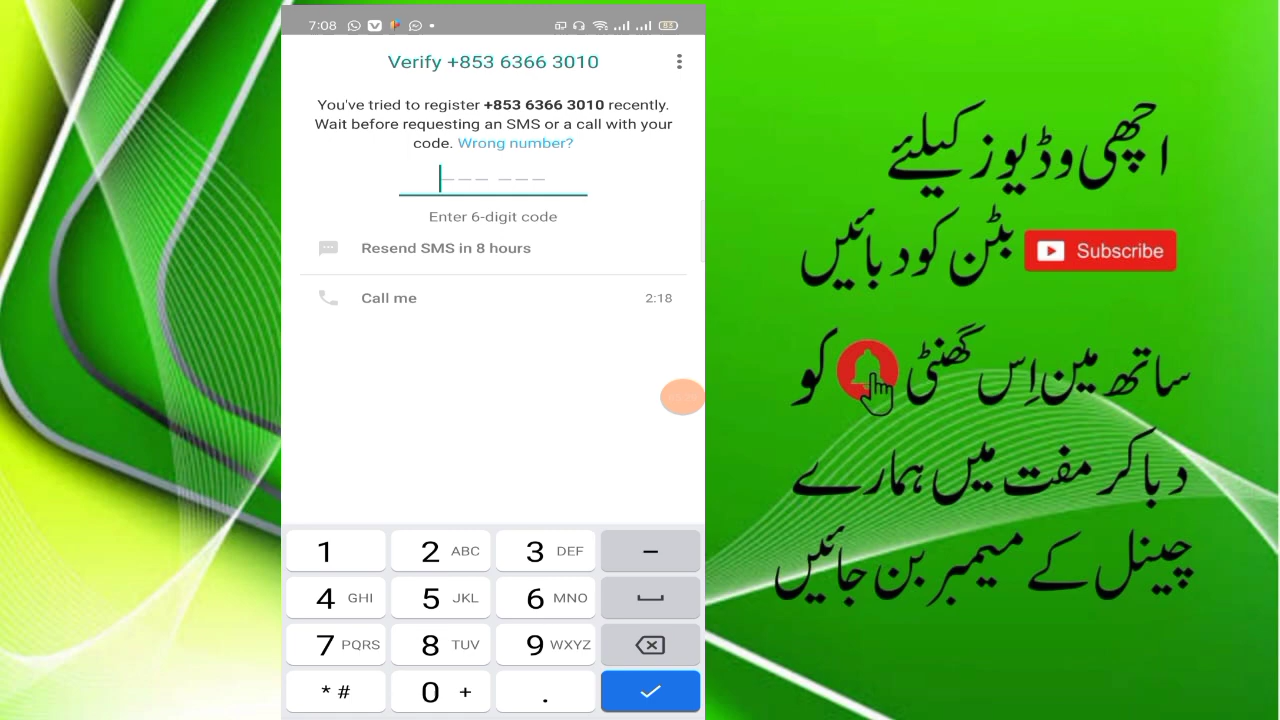 7:08
83
Verify +853 6366 3010
You've tried to register +853 6366 3010 recently.
Wait before requesting an SMS or a call with your
code. Wrong number?
Enter 6-digit code
Resend SMS in 8 hours
Call me 2:18
1 2 ABC 3 DEF −
4 GHI 5 JKL 6 MNO
7 PQRS 8 TUV 9 WXYZ
* # 0 + .
اچھی وڈیوز کیلئے
Subscribe بٹن کو دبائیں
ساتھ مین اِس گھنٹی کو
دبا کر مفت میں ہمارے
چینل کے میمبر بن جائیں